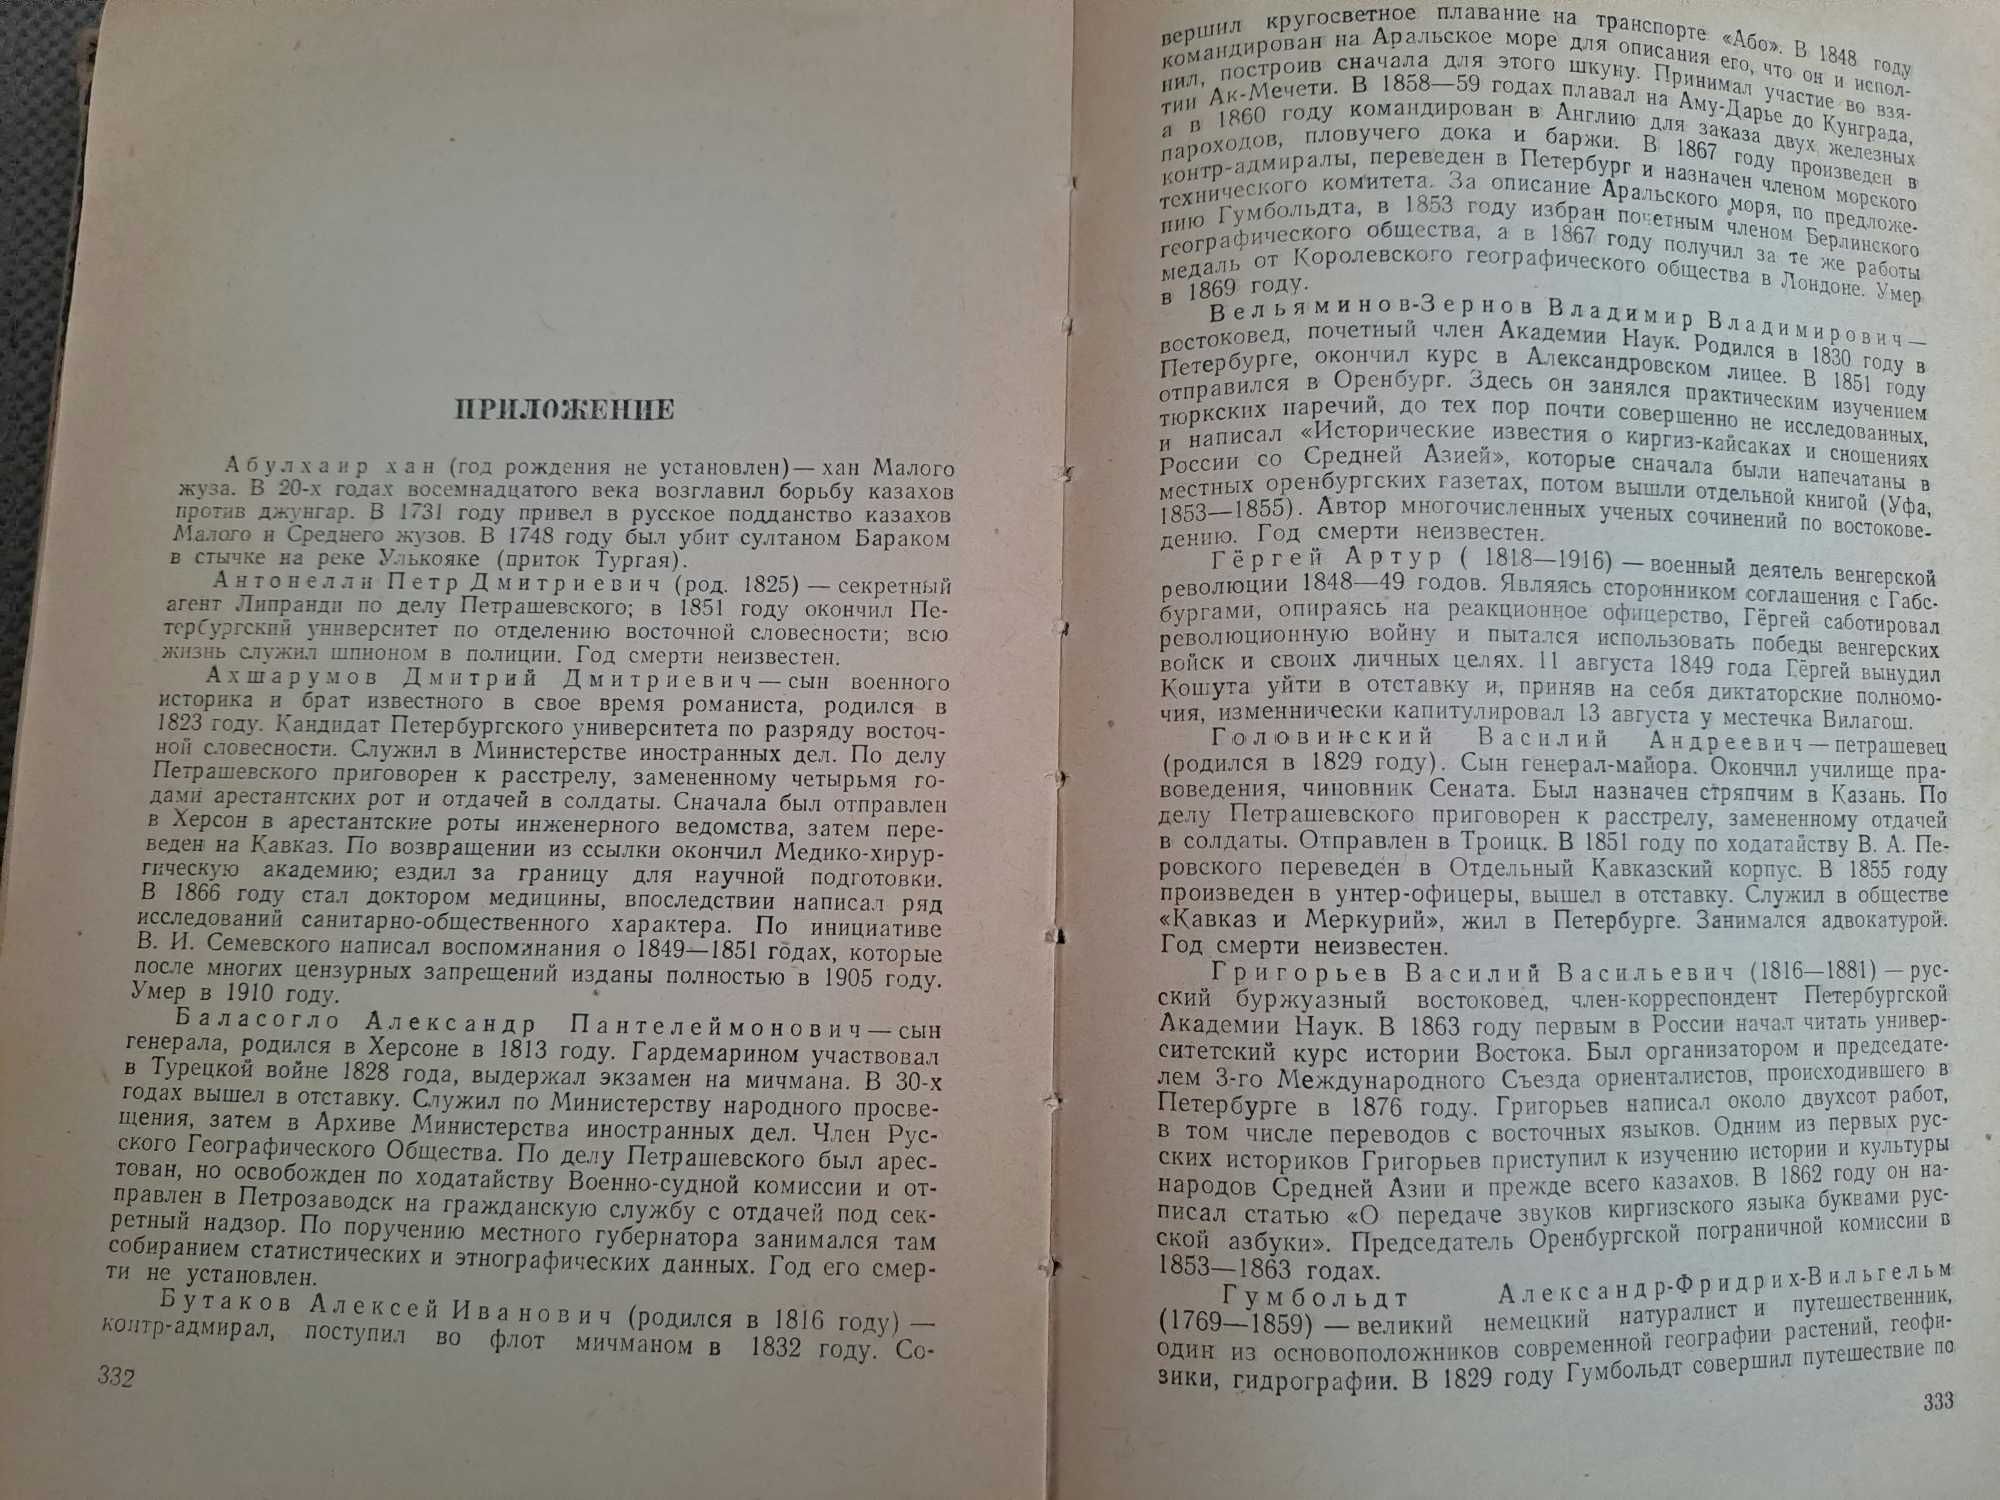 ПРИЛОЖЕНИЕ
Абулхаир хан (год рождения не установлен)— хан Малого
жуза. В 20-х годах восемнадцатого века возглавил борьбу казахов
против джунгар. В 1731 году привел в русское подданство казахов
Малого и Среднего жузов. В 1748 году был убит султаном Бараком
в стычке на реке Улькояке (приток Тургая).
Антонелли Петр Дмитриевич (род. 1825) — секретный
агент Липранди по делу Петрашевского; в 1851 году окончил Пе-
тербургский университет по отделению восточной словесности; всю
жизнь служил шпионом в полиции. Год смерти неизвестен.
Ахшарумов Дмитрий Дмитриевич — сын военного
историка и брат известного в свое время романиста, родился в
1823 году. Кандидат Петербургского университета по разряду восточ-
ной словесности. Служил в Министерстве иностранных дел. По делу
Петрашевского приговорен к расстрелу, замененному четырьмя го-
дами арестантских рот и отдачей в солдаты. Сначала был отправлен
в Херсон в арестантские роты инженерного ведомства, затем пере-
веден на Кавказ. По возвращении из ссылки окончил Медико-хирур-
гическую академию; ездил за границу для научной подготовки.
В 1866 году стал доктором медицины, впоследствии написал ряд
исследований санитарно-общественного характера. По инициативе
В. И. Семевского написал воспоминания о 1849—1851 годах, которые
после многих цензурных запрещений изданы полностью в 1905 году.
Умер в 1910 году.
Баласогло Александр Пантелеймонович — сын
генерала, родился в Херсоне в 1813 году. Гардемарином участвовал
в Турецкой войне 1828 года, выдержал экзамен на мичмана. В 30-х
годах вышел в отставку. Служил по Министерству народного просве-
щения, затем в Архиве Министерства иностранных дел. Член Рус-
ского Географического Общества. По делу Петрашевского был арес-
тован, но освобожден по ходатайству Военно-судной комиссии и от-
правлен в Петрозаводск на гражданскую службу с отдачей под сек-
ретный надзор. По поручению местного губернатора занимался там
собиранием статистических и этнографических данных. Год его смер-
ти не установлен.
Бутаков Алексей Иванович (родился в 1816 году) —
контр-адмирал, поступил во флот мичманом в 1832 году. Со-
332
вершил кругосветное плавание на транспорте «Або». В 1848 году
командирован на Аральское море для описания его, что он и испол-
нил, построив сначала для этого шкуну. Принимал участие во взя-
тии Ак-Мечети. В 1858—59 годах плавал на Аму-Дарье до Кунграда,
а в 1860 году командирован в Англию для заказа двух железных
пароходов, пловучего дока и баржи. В 1867 году произведен в
контр-адмиралы, переведен в Петербург и назначен членом морского
технического комитета. За описание Аральского моря, по предложе-
нию Гумбольдта, в 1853 году избран почетным членом Берлинского
географического общества, а в 1867 году получил за те же работы
медаль от Королевского географического общества в Лондоне. Умер
в 1869 году.
Вельяминов-Зернов Владимир Владимирович —
востоковед, почетный член Академии Наук. Родился в 1830 году в
Петербурге, окончил курс в Александровском лицее. В 1851 году
отправился в Оренбург. Здесь он занялся практическим изучением
тюркских наречий, до тех пор почти совершенно не исследованных,
и написал «Исторические известия о киргиз-кайсаках и сношениях
России со Средней Азией», которые сначала были напечатаны в
местных оренбургских газетах, потом вышли отдельной книгой (Уфа,
1853—1855). Автор многочисленных ученых сочинений по востокове-
дению. Год смерти неизвестен.
Гёргей Артур ( 1818—1916) — военный деятель венгерской
революции 1848—49 годов. Являясь сторонником соглашения с Габс-
бургами, опираясь на реакционное офицерство, Гёргей саботировал
революционную войну и пытался использовать победы венгерских
войск и своих личных целях. 11 августа 1849 года Гёргей вынудил
Кошута уйти в отставку и, приняв на себя диктаторские полномо-
чия, изменнически капитулировал 13 августа у местечка Вилагош.
Головинский Василий Андреевич — петрашевец
(родился в 1829 году). Сын генерал-майора. Окончил училище пра-
воведения, чиновник Сената. Был назначен стряпчим в Казань. По
делу Петрашевского приговорен к расстрелу, замененному отдачей
в солдаты. Отправлен в Троицк. В 1851 году по ходатайству В. А. Пе-
ровского переведен в Отдельный Кавказский корпус. В 1855 году
произведен в унтер-офицеры, вышел в отставку. Служил в обществе
«Кавказ и Меркурий», жил в Петербурге. Занимался адвокатурой.
Год смерти неизвестен.
Григорьев Василий Васильевич (1816—1881) — рус-
ский буржуазный востоковед, член-корреспондент Петербургской
Академии Наук. В 1863 году первым в России начал читать универ-
ситетский курс истории Востока. Был организатором и председате-
лем 3-го Международного Съезда ориенталистов, происходившего в
Петербурге в 1876 году. Григорьев написал около двухсот работ,
в том числе переводов с восточных языков. Одним из первых рус-
ских историков Григорьев приступил к изучению истории и культуры
народов Средней Азии и прежде всего казахов. В 1862 году он на-
писал статью «О передаче звуков киргизского языка буквами рус-
ской азбуки». Председатель Оренбургской пограничной комиссии в
1853—1863 годах.
Гумбольдт Александр-Фридрих-Вильгельм
(1769—1859) — великий немецкий натуралист и путешественник,
один из основоположников современной географии растений, геофи-
зики, гидрографии. В 1829 году Гумбольдт совершил путешествие по
333